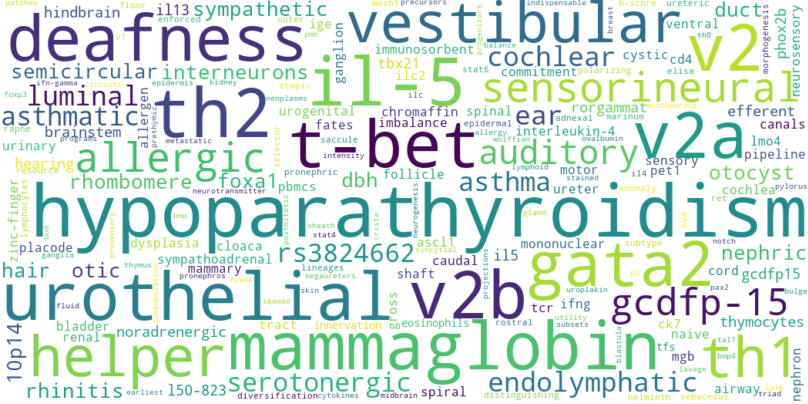 patches
floor
hindbrain
il13
sympathetic
mash1
precursors
enforced
outer
ige
vestibular
indispensable
h-score
ureteric
duct
deafness
ganglion
immunosorbent
tbx21
ilc2
v2
ventral
phox2b
neurosensory
morphogenesis
breast
progenitors
semicircular
interneurons
il-5
cochlear
cystic
cd4
th0
balance
commitment
polarizing
elisa
stat6
sensorineural
luminal
th2
asthmatic
allergen
prethymic
epidermis
kidney
atopic
neoplasms
chromaffin
spinal
ilc
rorgammat
ear
efferent
canals
urogenital
imbalance
epidermal
adnexal
marinum
interleukin-4
lmo4
pipeline
foxp3
ifn-gamma
circuits
raphe
brainstem
programs
metastatic
selector
fates
saccule
intensity
t-bet
allergy
wolffian
ovalbumin
v2a
sensory
urinary
allergic
auditory
motor
stained
pet1
otocyst
hearing
resource
rhombomere
foxa1
pbmcs
dbh
follicle
asthma
lymphoid
il4
ureter
anomaly
cochlea
pylorus
neurotransmitter
pronephric
zinc-finger
lymphocytes
bud
bmp
hypoparathyroidism
ret
gland
placode
dysplasia
cloaca
rs3824662
ascl1
syncytial
mononuclear
subtype
notch
nephric
ganglia
thymus
sympathoadrenal
il5
gata2
cord
gcdfp15
hair
otic
pronephros
mammary
lineages
caudal
shaft
ifng
p2
pax2
bulge
megaureters
urothelial
v2b
tcr
projections
uroplakin
gcdfp-15
fluid
skewed
skin
gross
eosinophils
rostral
utility
subsets
bladder
tract
innervation
ck7
naive
thymocytes
10p14
renal
noradrenergic
helper
mammaglobin
blastula
tfs
mgb
tal1
bmp4
th1
nephron
rhinitis
earliest
l50-823
serotonergic
diversification
cytokines
midbrain
spiral
endolymphatic
distinguishing
lavage
airway
helminth
sebaceous
late
triad